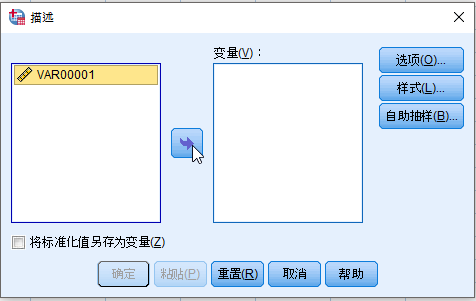 描述
变量(V)：
VAR00001
选项(O)...
样式(L)...
自助抽样(B)...
将标准化值另存为变量(Z)
确定 粘贴(P) 重置(R) 取消 帮助